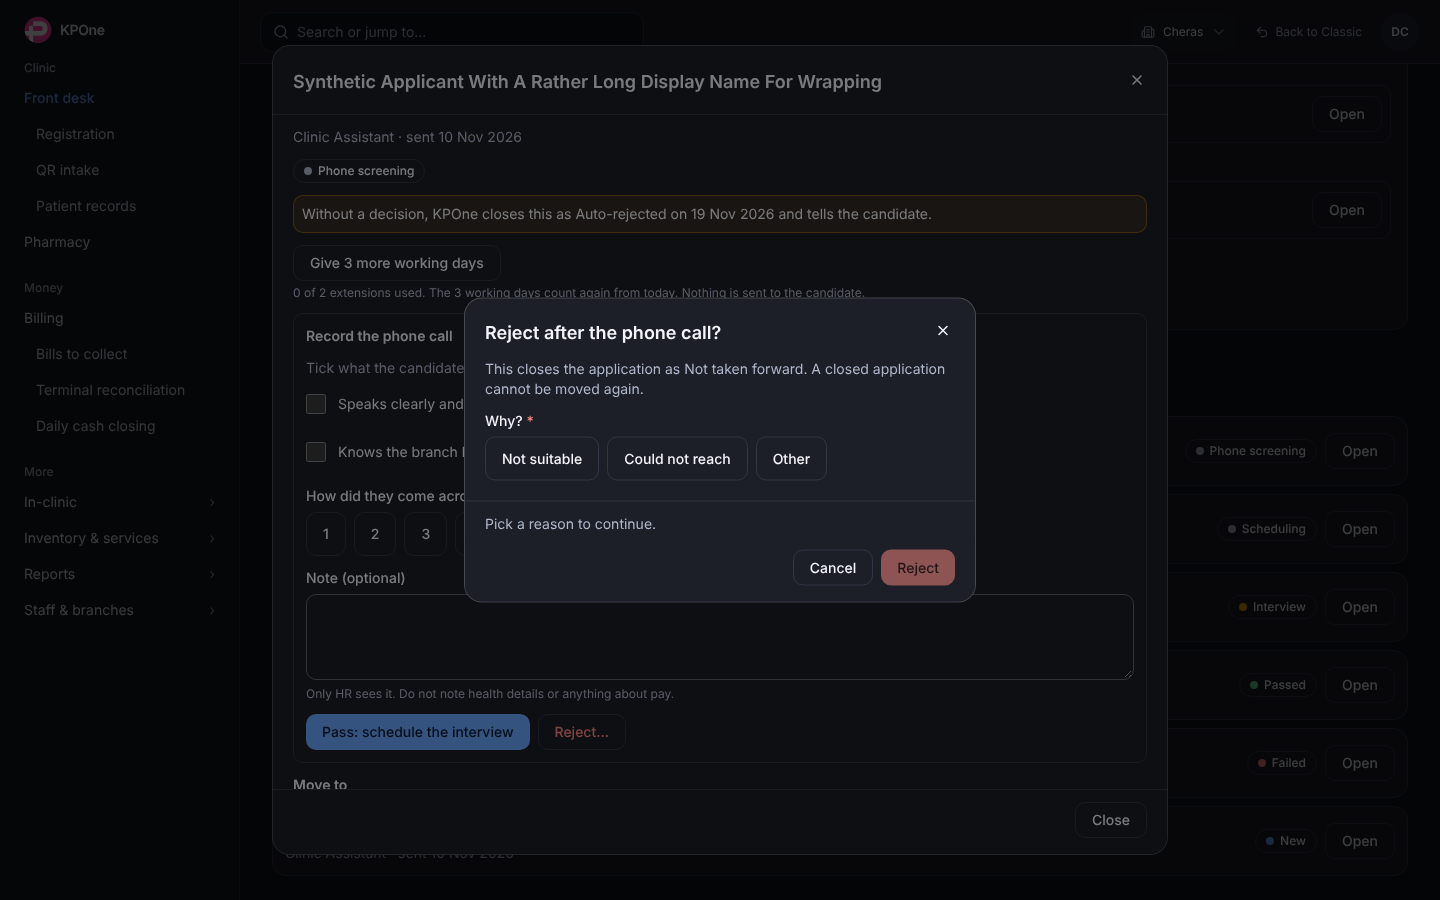 KPOne
Search or jump to...
Cheras
Back to Classic
DC
Clinic
Front desk
Registration
QR intake
Patient records
Pharmacy
Money
Billing
Bills to collect
Terminal reconciliation
Daily cash closing
More
In-clinic
Inventory & services
Reports
Staff & branches
Synthetic Applicant With A Rather Long Display Name For Wrapping
Clinic Assistant · sent 10 Nov 2026
Phone screening
Without a decision, KPOne closes this as Auto-rejected on 19 Nov 2026 and tells the candidate.
Give 3 more working days
0 of 2 extensions used. The 3 working days count again from today. Nothing is sent to the candidate.
Record the phone call
Tick what the candidate
Speaks clearly and
Knows the branch
How did they come
1 2 3
Note (optional)
Only HR sees it. Do not note health details or anything about pay.
Pass: schedule the interview
Reject...
Move to
Close
Reject after the phone call?
This closes the application as Not taken forward. A closed application
cannot be moved again.
Why? *
Not suitable
Could not reach
Other
Pick a reason to continue.
Cancel
Reject
Open
Open
Phone screening
Open
Scheduling
Open
Interview
Open
Passed
Open
Failed
Open
New
Open
Clinic Assistant · sent 10 Nov 2026